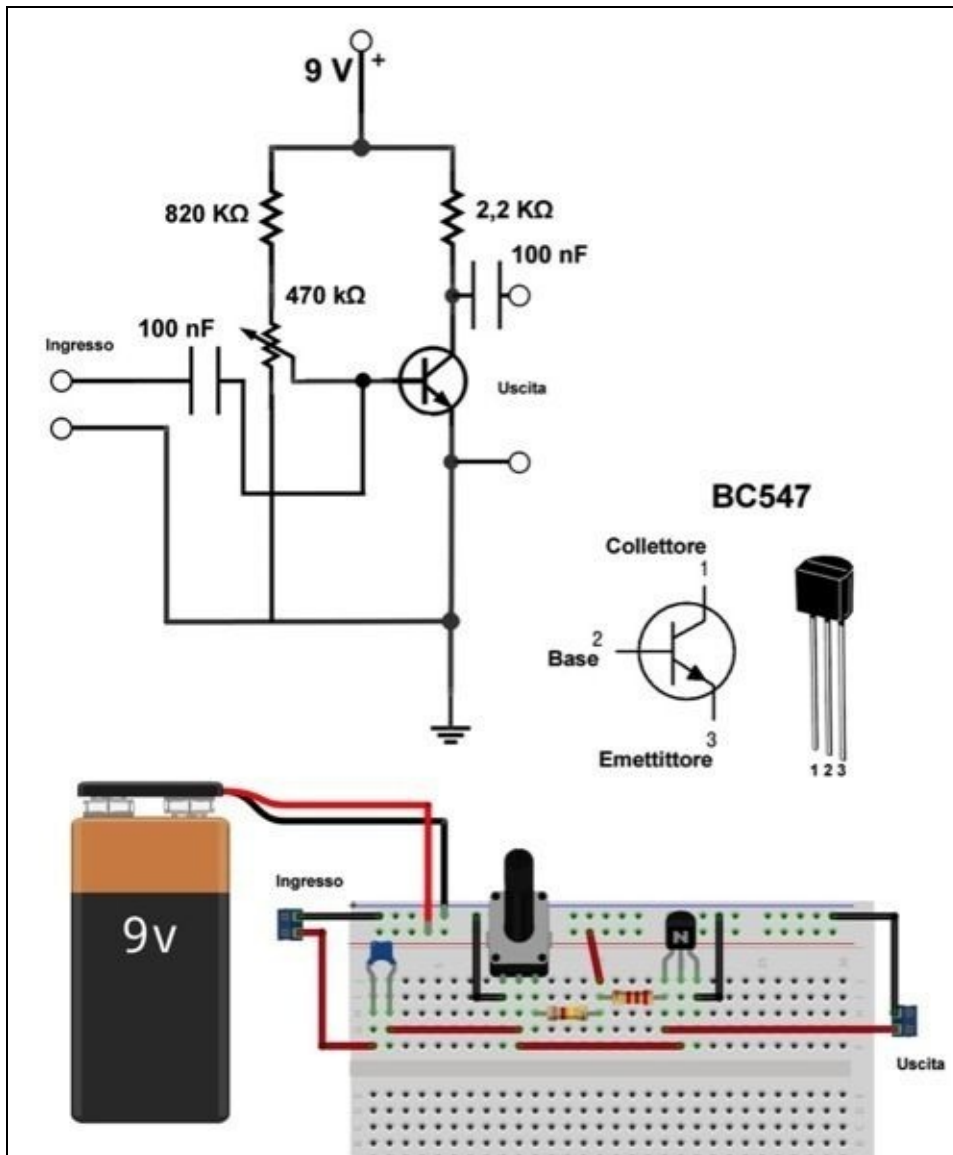 9 V +
820 KΩ
2,2 KΩ
100 nF
470 kΩ
100 nF
Ingresso
Uscita
BC547
Collettore
1
2
Base
3
Emettittore
1 2 3
Ingresso
9v
N
Uscita